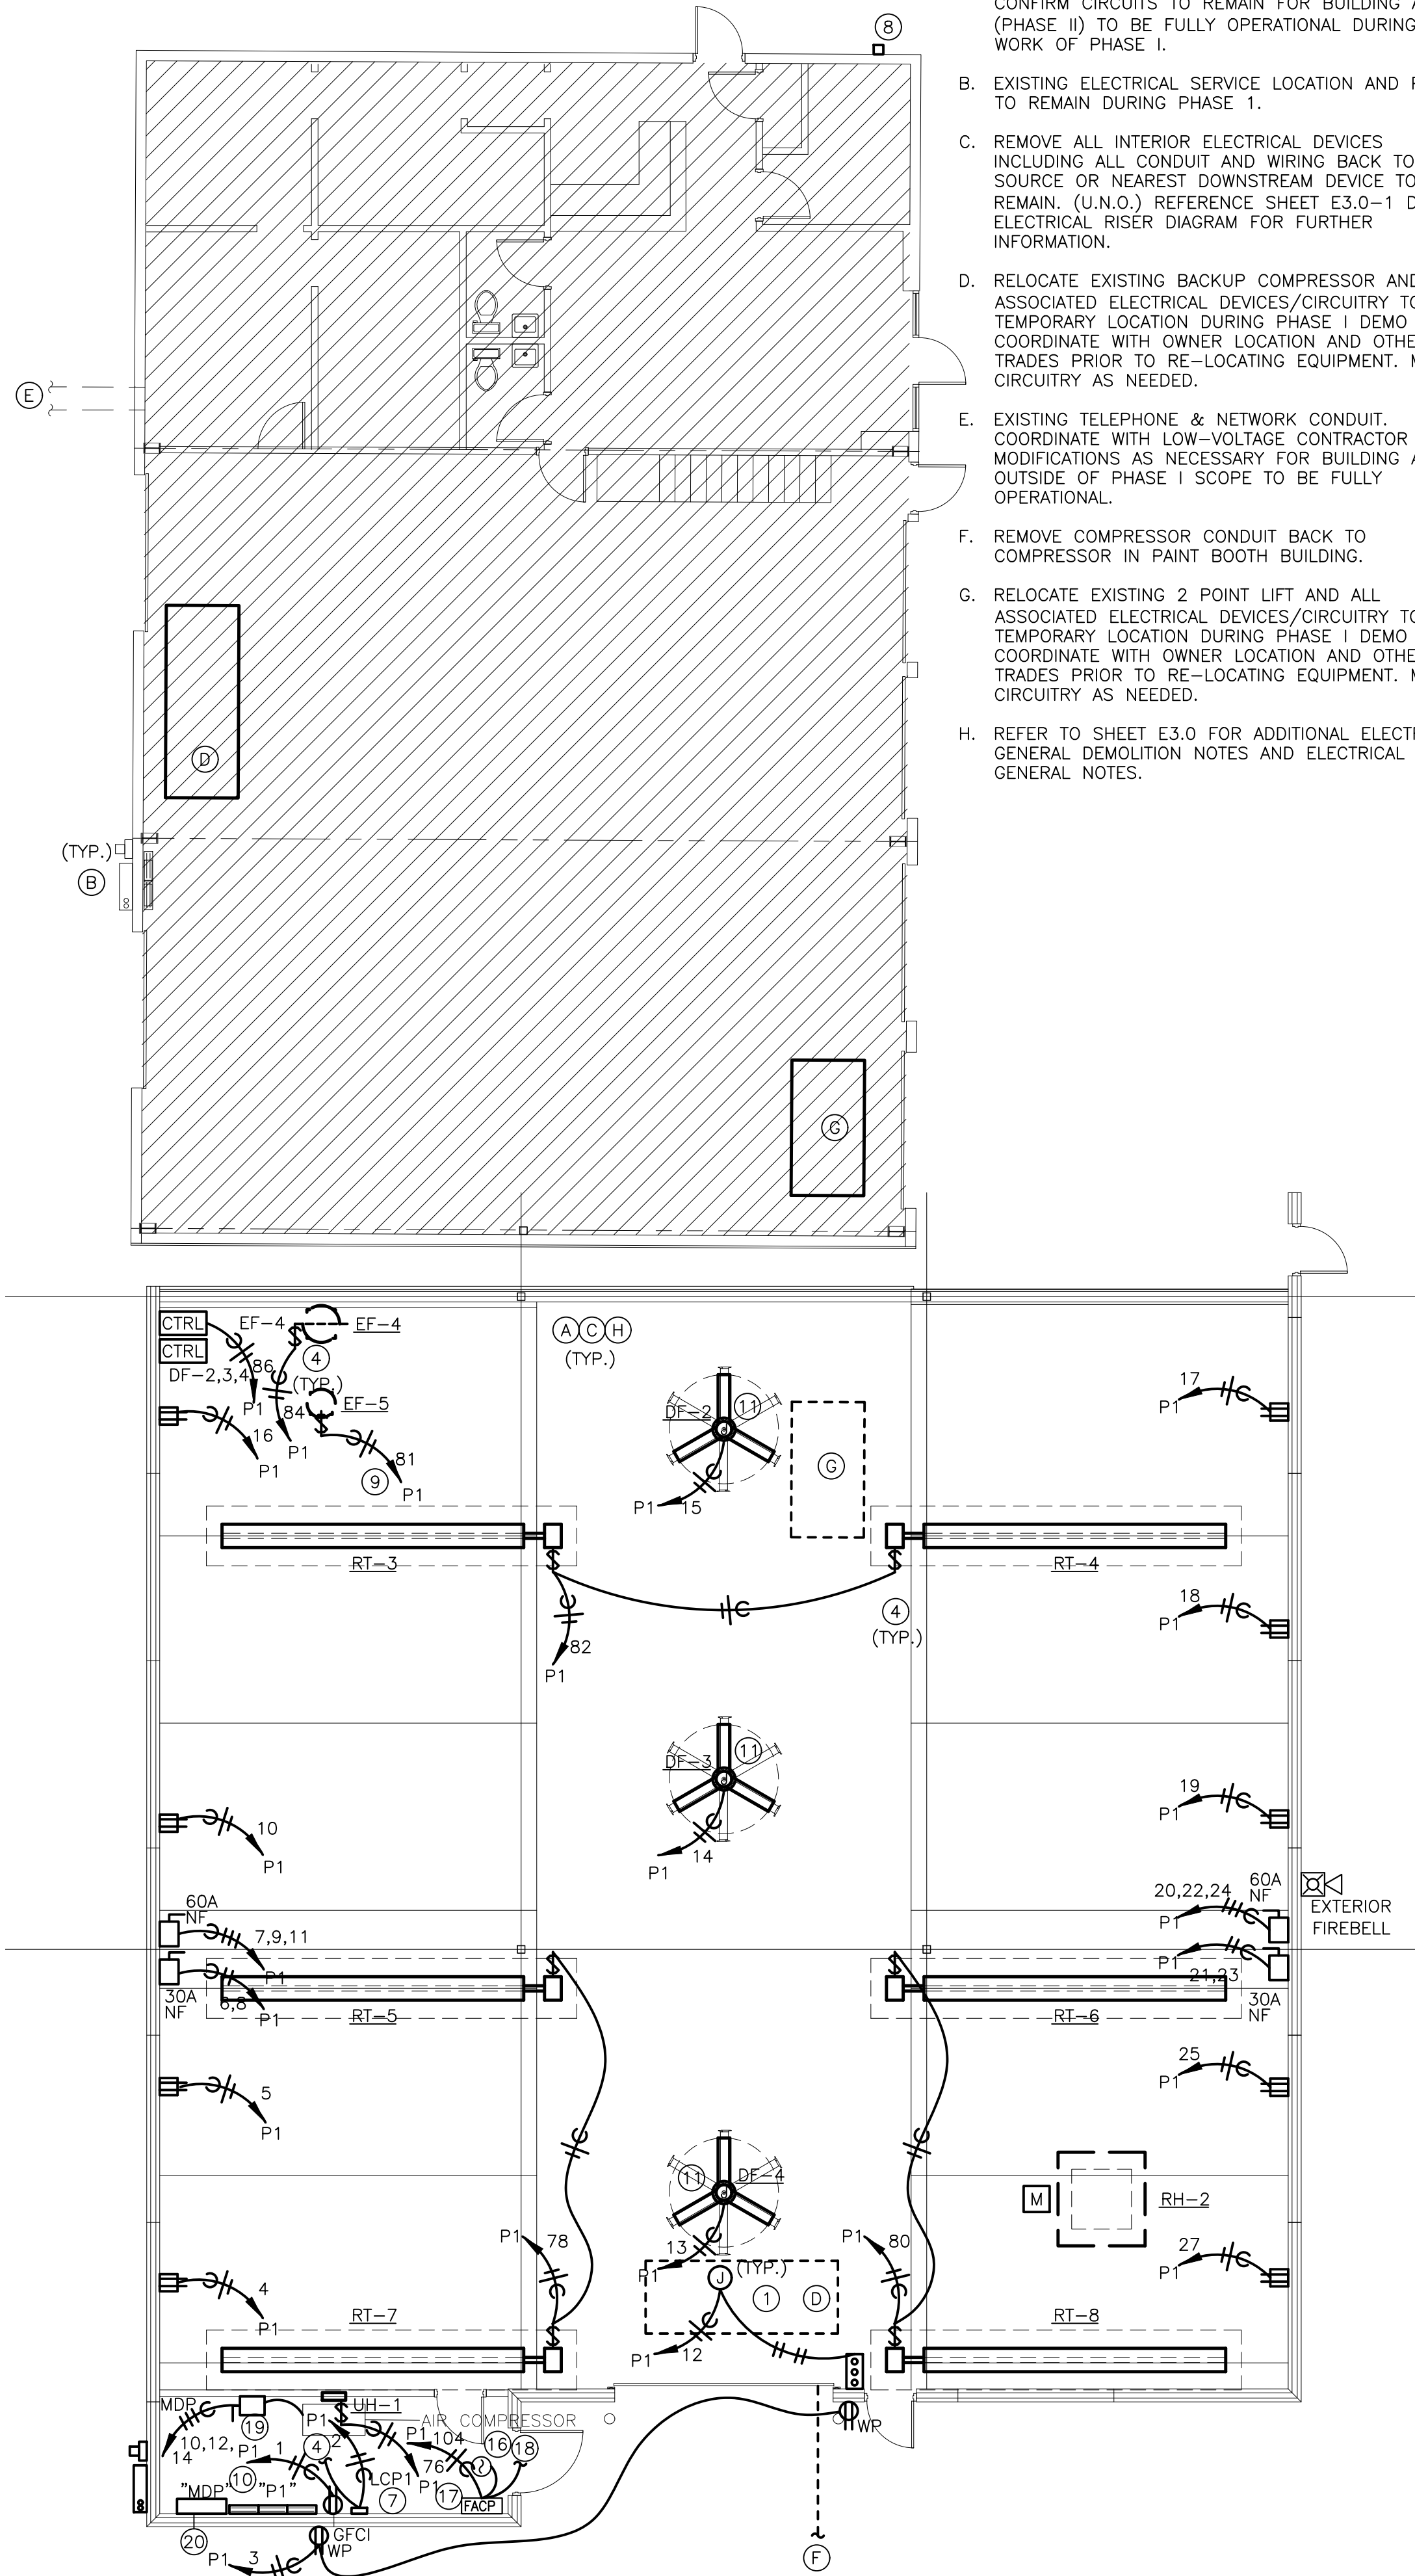 CONFIRM CIRCUITS TO REMAIN FOR BUILDING A
(PHASE II) TO BE FULLY OPERATIONAL DURING
WORK OF PHASE I.
B. EXISTING ELECTRICAL SERVICE LOCATION AND
TO REMAIN DURING PHASE 1.
C. REMOVE ALL INTERIOR ELECTRICAL DEVICES
INCLUDING ALL CONDUIT AND WIRING BACK TO
SOURCE OR NEAREST DOWNSTREAM DEVICE TO
REMAIN. (U.N.O.) REFERENCE SHEET E3.0-1 D
ELECTRICAL RISER DIAGRAM FOR FURTHER
INFORMATION.
D. RELOCATE EXISTING BACKUP COMPRESSOR AND
ASSOCIATED ELECTRICAL DEVICES/CIRCUITRY TO
TEMPORARY LOCATION DURING PHASE I DEMO
COORDINATE WITH OWNER LOCATION AND OTHE
TRADES PRIOR TO RE-LOCATING EQUIPMENT. M
CIRCUITRY AS NEEDED.
E. EXISTING TELEPHONE & NETWORK CONDUIT.
COORDINATE WITH LOW-VOLTAGE CONTRACTOR
MODIFICATIONS AS NECESSARY FOR BUILDING A
OUTSIDE OF PHASE I SCOPE TO BE FULLY
OPERATIONAL.
F. REMOVE COMPRESSOR CONDUIT BACK TO
COMPRESSOR IN PAINT BOOTH BUILDING.
G. RELOCATE EXISTING 2 POINT LIFT AND ALL
ASSOCIATED ELECTRICAL DEVICES/CIRCUITRY TO
TEMPORARY LOCATION DURING PHASE I DEMO
COORDINATE WITH OWNER LOCATION AND OTHE
TRADES PRIOR TO RE-LOCATING EQUIPMENT. M
CIRCUITRY AS NEEDED.
H. REFER TO SHEET E3.0 FOR ADDITIONAL ELECT
GENERAL DEMOLITION NOTES AND ELECTRICAL
GENERAL NOTES.
8
E
D
(TYP.)
B
G
CTRL
CTRL
DF-2,3,4
86
P1
EF-4
EF-4
4
(TYP.)
84
P1
EF-5
81
P1
9
16
P1
A C H
(TYP.)
DF-2
11
P1
15
G
17
P1
RT-3
RT-4
82
P1
4
(TYP.)
18
P1
DF-3
11
P1
14
19
P1
10
P1
60A
NF
7,9,11
P1
30A
NF
6,8
P1
RT-5
20,22,24
P1
60A
NF
P1
21,23
30A
NF
RT-6
EXTERIOR
FIREBELL
5
P1
25
P1
11
DF-4
13
P1
M
RH-2
P1
78
P1
80
27
P1
4
P1
J
(TYP.)
1
D
P1
12
RT-7
RT-8
MDP
10,12,
14
19
UH-1
AIR COMPRESSOR
P1
4
2
P1
1
10
"MDP"
"P1"
LCP1
7
76
P1
P1
104
16
18
17
FACP
WP
20
GFCI
WP
P1
3
F